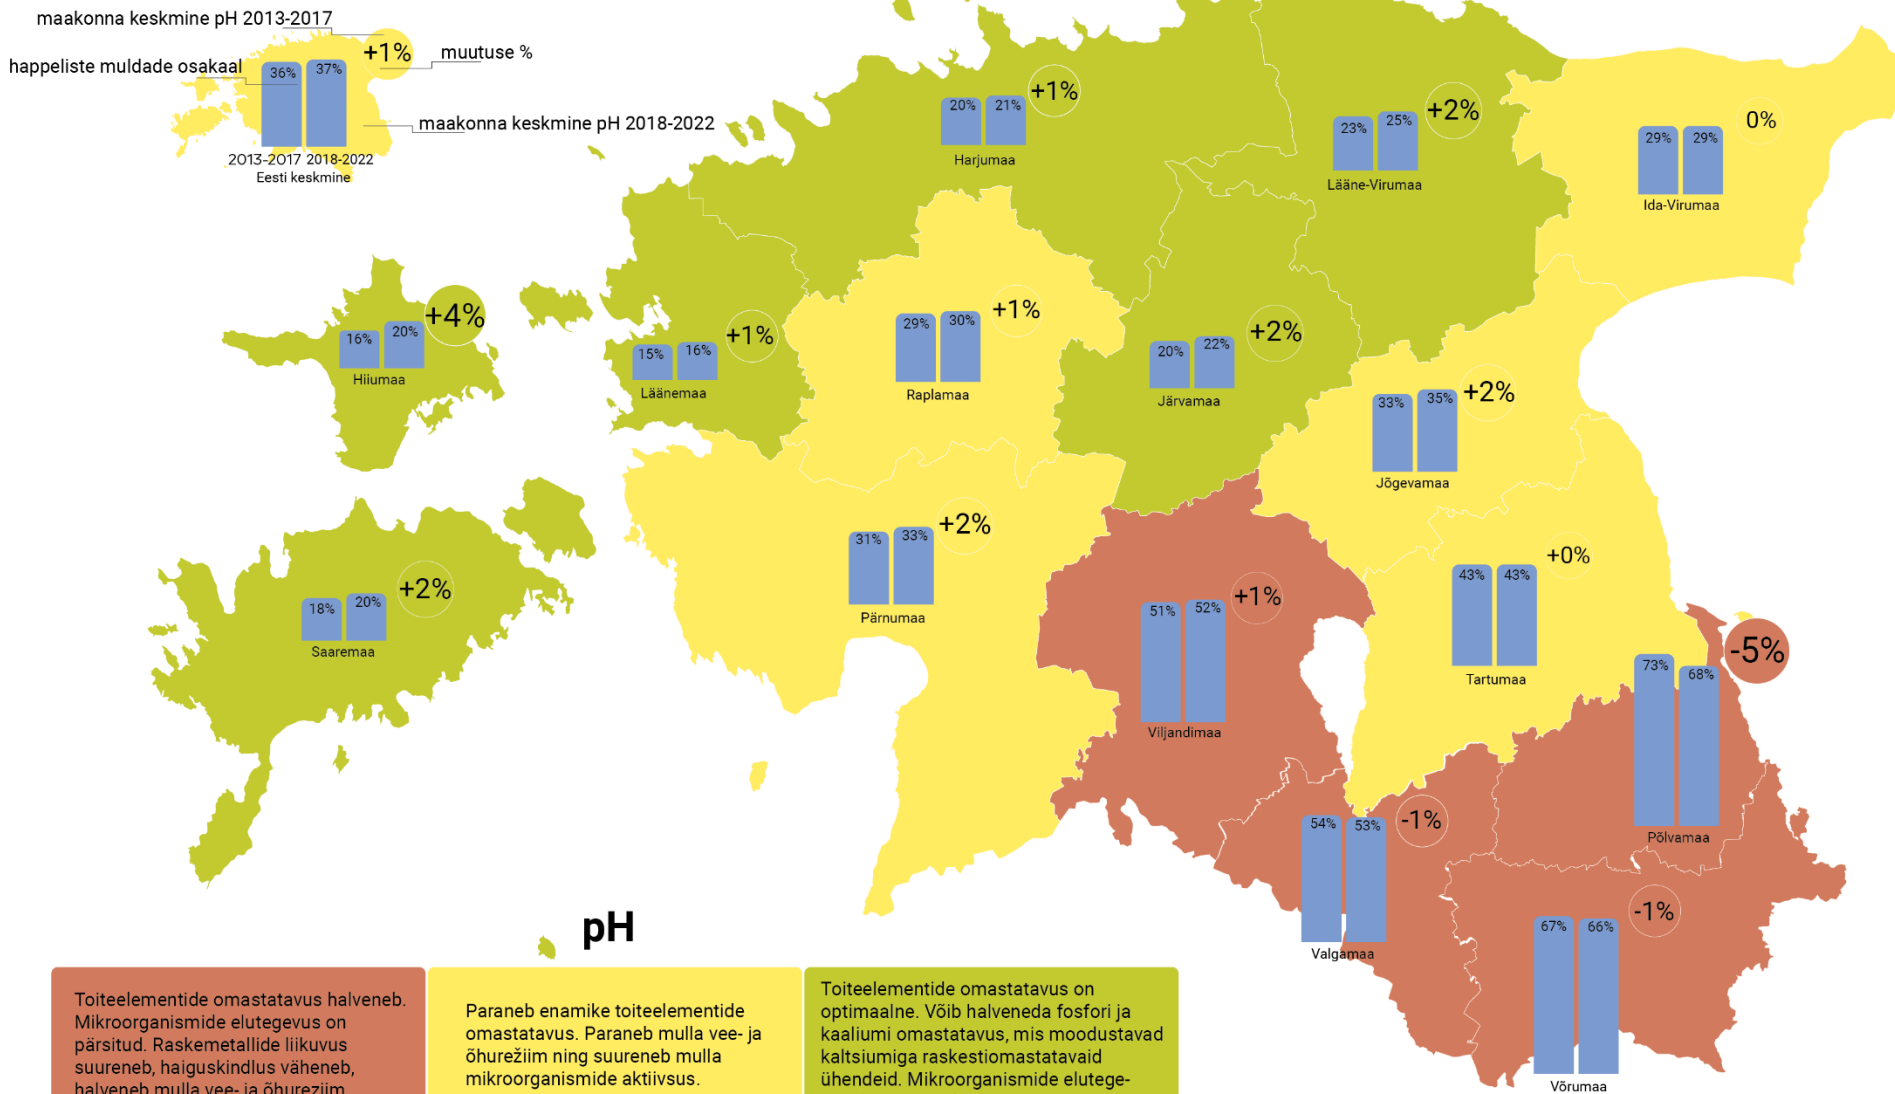 maakonna keskmine pH 2013-2017
+1%
muutuse %
happeliste muldade osakaal
36%
37%
maakonna keskmine pH 2018-2022
2013-2017
2018-2022
Eesti keskmine
20%
21%
+1%
Harjumaa
23%
25%
+2%
Lääne-Virumaa
29%
29%
0%
Ida-Virumaa
16%
20%
+4%
Hiiumaa
15%
16%
+1%
Läänemaa
29%
30%
+1%
Raplamaa
20%
22%
+2%
Järvamaa
33%
35%
+2%
Jõgevamaa
18%
20%
+2%
Saaremaa
31%
33%
+2%
Pärnumaa
51%
52%
+1%
Viljandimaa
43%
43%
+0%
Tartumaa
73%
68%
-5%
Põlvamaa
54%
53%
-1%
Valgamaa
67%
66%
-1%
Võrumaa
pH
Toiteelementide omastatavus halveneb.
Mikroorganismide elutegevus on
pärsitud. Raskemetallide liikuvus
suureneb, haiguskindlus väheneb,
halveneb mulla vee- ja õhurežiim
Paraneb enamike toiteelementide
omastatavus. Paraneb mulla vee- ja
õhurežiim ning suureneb mulla
mikroorganismide aktiivsus.
Toiteelementide omastatavus on
optimaalne. Võib halveneda fosfori ja
kaaliumi omastatavus, mis moodustavad
kaltsiumiga raskestiomastatavaid
ühendeid. Mikroorganismide elutege-